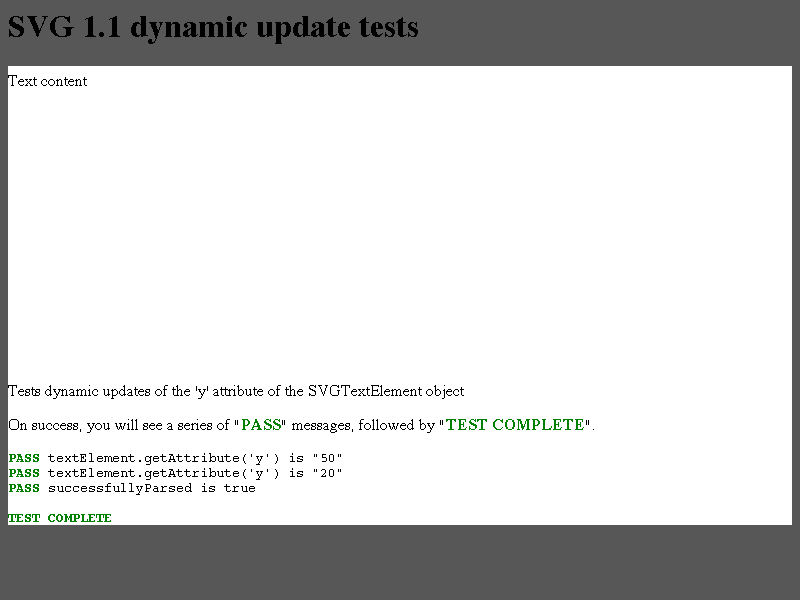 SVG 1.1 dynamic update tests
Text content
Tests dynamic updates of the 'y' attribute of the SVGTextElement object
On success, you will see a series of "PASS" messages, followed by "TEST COMPLETE".
PASS textElement.getAttribute('y') is "50"
PASS textElement.getAttribute('y') is "20"
PASS successfullyParsed is true
TEST COMPLETE